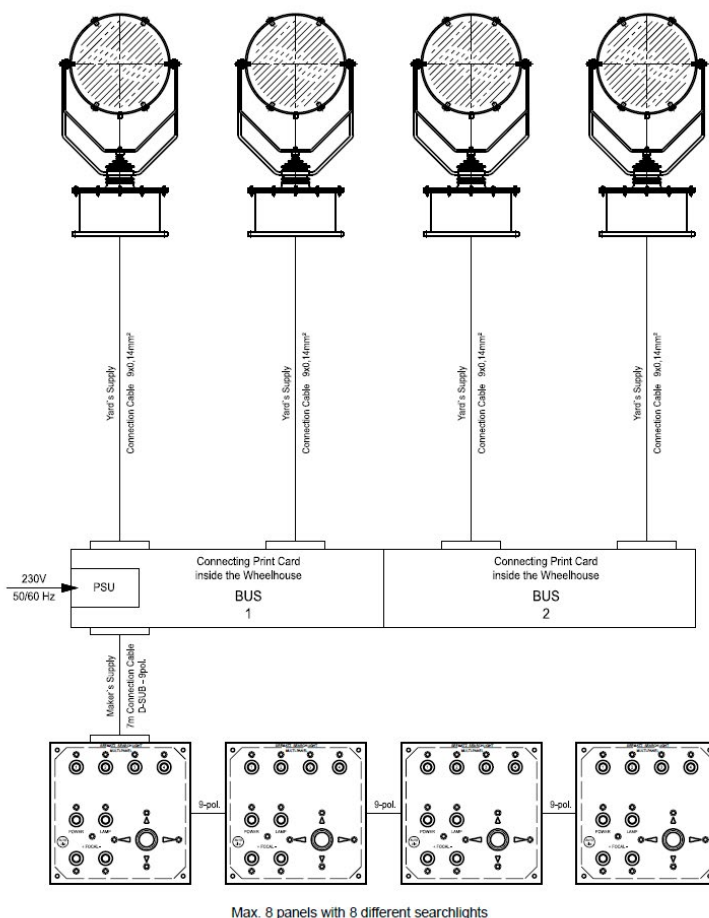 Yard´s Supply
Connection Cable 9x0,14mm²
Yard´s Supply
Connection Cable 9x0,14mm²
Yard´s Supply
Connection Cable 9x0,14mm²
Yard´s Supply
Connection Cable 9x0,14mm²
230V
50/60 Hz
PSU
Connecting Print Card
inside the Wheelhouse
BUS
1
Connecting Print Card
inside the Wheelhouse
BUS
2
Maker´s Supply
7m Connection Cable
D-SUB - 9pol.
POWER
LAMP
FOCAL
9-pol.
POWER
LAMP
FOCAL
9-pol.
POWER
LAMP
FOCAL
9-pol.
POWER
LAMP
FOCAL
Max. 8 panels with 8 different searchlights